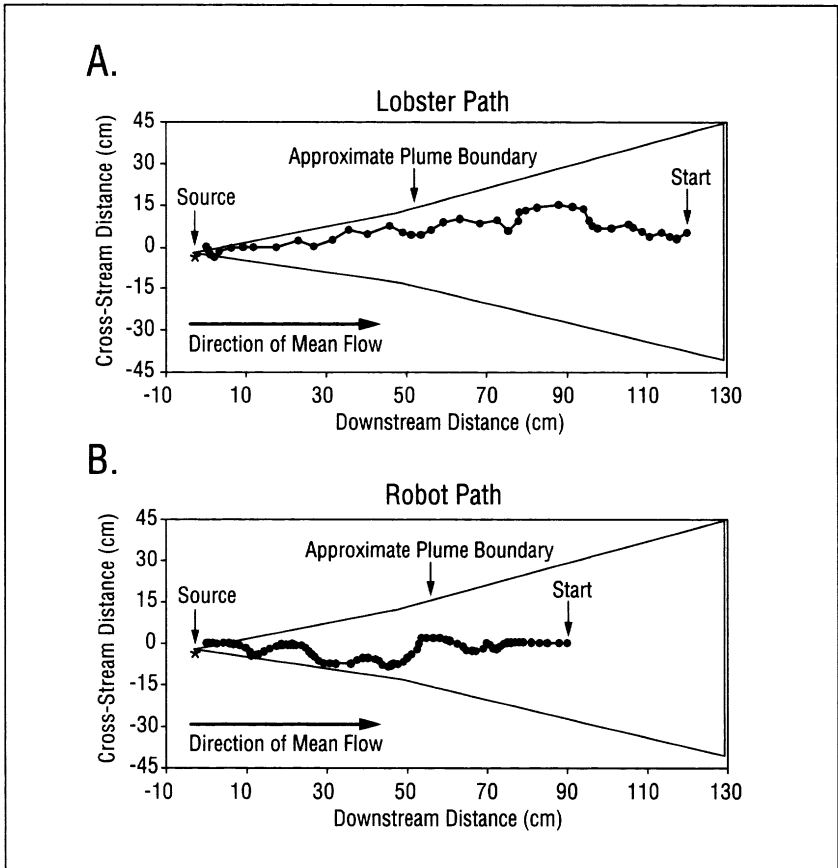 A.
Lobster Path
45
30
15
0
-15
-30
-45
Cross-Stream Distance (cm)
Approximate Plume Boundary
Source
Start
Direction of Mean Flow
-10 10 30 50 70 90 110 130
Downstream Distance (cm)
B.
Robot Path
45
30
15
0
-15
-30
-45
Cross-Stream Distance (cm)
Approximate Plume Boundary
Source
Start
Direction of Mean Flow
-10 10 30 50 70 90 110 130
Downstream Distance (cm)